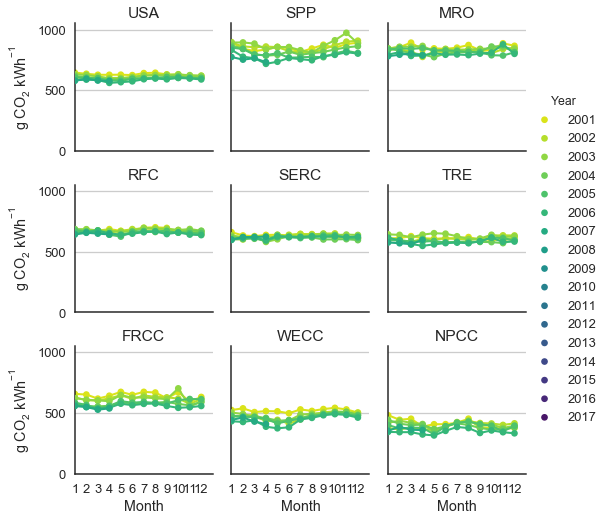 USA SPP MRO
1000
500
0
g CO2 kWh−1
RFC SERC TRE
1000
500
0
g CO2 kWh−1
FRCC WECC NPCC
1000
500
0
g CO2 kWh−1
1 2 3 4 5 6 7 8 9 10 11 12 1 2 3 4 5 6 7 8 9 10 11 12 1 2 3 4 5 6 7 8 9 10 11 12
Month Month Month
Year
2001
2002
2003
2004
2005
2006
2007
2008
2009
2010
2011
2012
2013
2014
2015
2016
2017